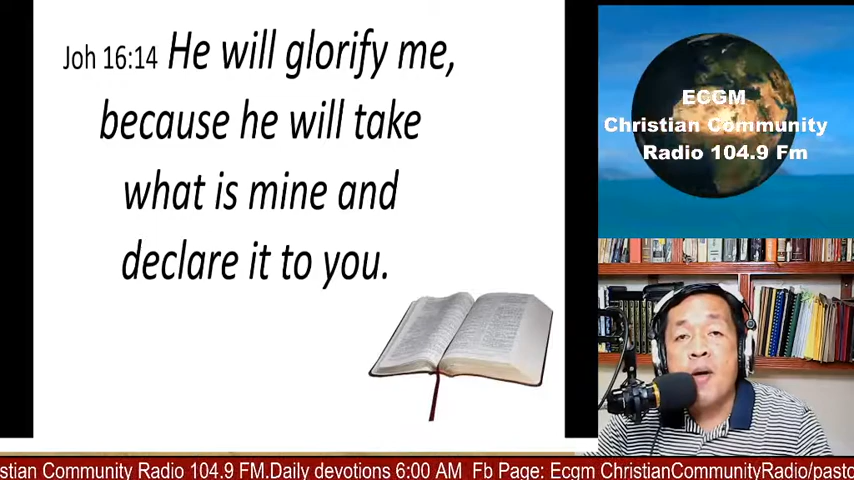 Joh 16:14 He will glorify me,
because he will take
what is mine and
declare it to you.
ECGM
Christian Community
Radio 104.9 Fm
stian Community Radio 104.9 FM.Daily devotions 6:00 AM Fb Page: Ecgm ChristianCommunityRadio/pasto